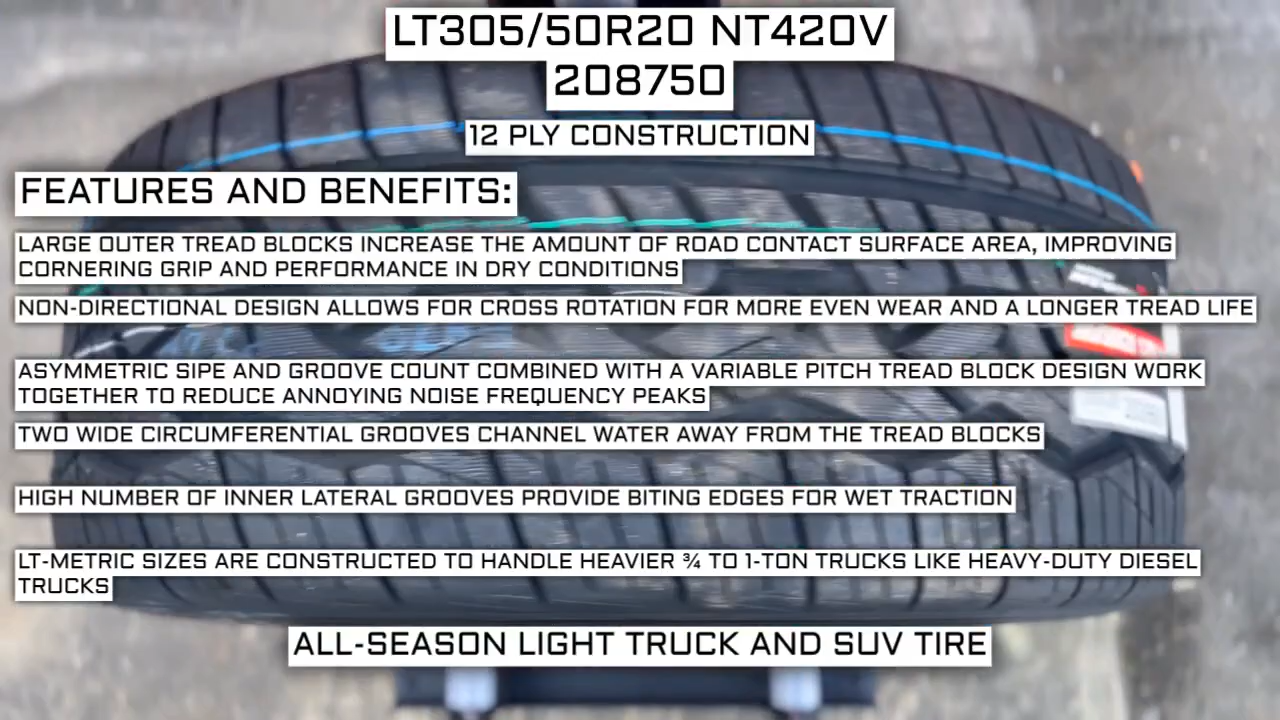 LT305/50R20 NT420V
208750
12 PLY CONSTRUCTION
FEATURES AND BENEFITS:
LARGE OUTER TREAD BLOCKS INCREASE THE AMOUNT OF ROAD CONTACT SURFACE AREA, IMPROVING
CORNERING GRIP AND PERFORMANCE IN DRY CONDITIONS
NON-DIRECTIONAL DESIGN ALLOWS FOR CROSS ROTATION FOR MORE EVEN WEAR AND A LONGER TREAD LIFE
ASYMMETRIC SIPE AND GROOVE COUNT COMBINED WITH A VARIABLE PITCH TREAD BLOCK DESIGN WORK
TOGETHER TO REDUCE ANNOYING NOISE FREQUENCY PEAKS
TWO WIDE CIRCUMFERENTIAL GROOVES CHANNEL WATER AWAY FROM THE TREAD BLOCKS
HIGH NUMBER OF INNER LATERAL GROOVES PROVIDE BITING EDGES FOR WET TRACTION
LT-METRIC SIZES ARE CONSTRUCTED TO HANDLE HEAVIER ¾ TO 1-TON TRUCKS LIKE HEAVY-DUTY DIESEL
TRUCKS
ALL-SEASON LIGHT TRUCK AND SUV TIRE